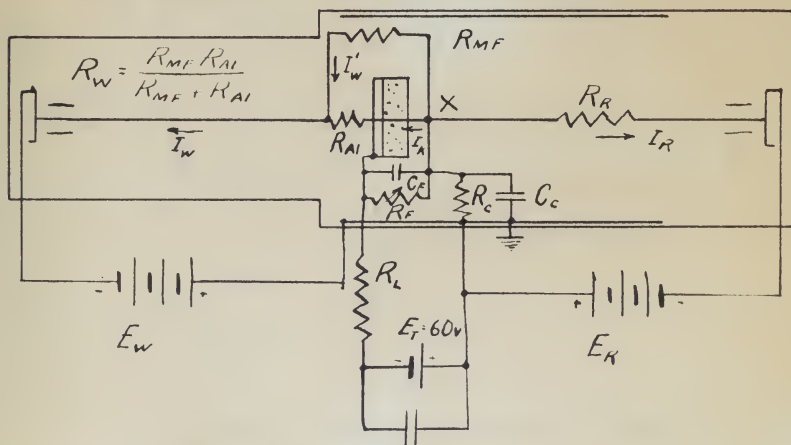 R_MF
R_W = R_MF R_AI / R_MF + R_AI
I'_W
X
R_R
I_W
R_AI
I_A
I_R
C_F
R_F
R_C
C_C
R_L
- +
E_W
E_T = 60v
- +
+ -
E_R